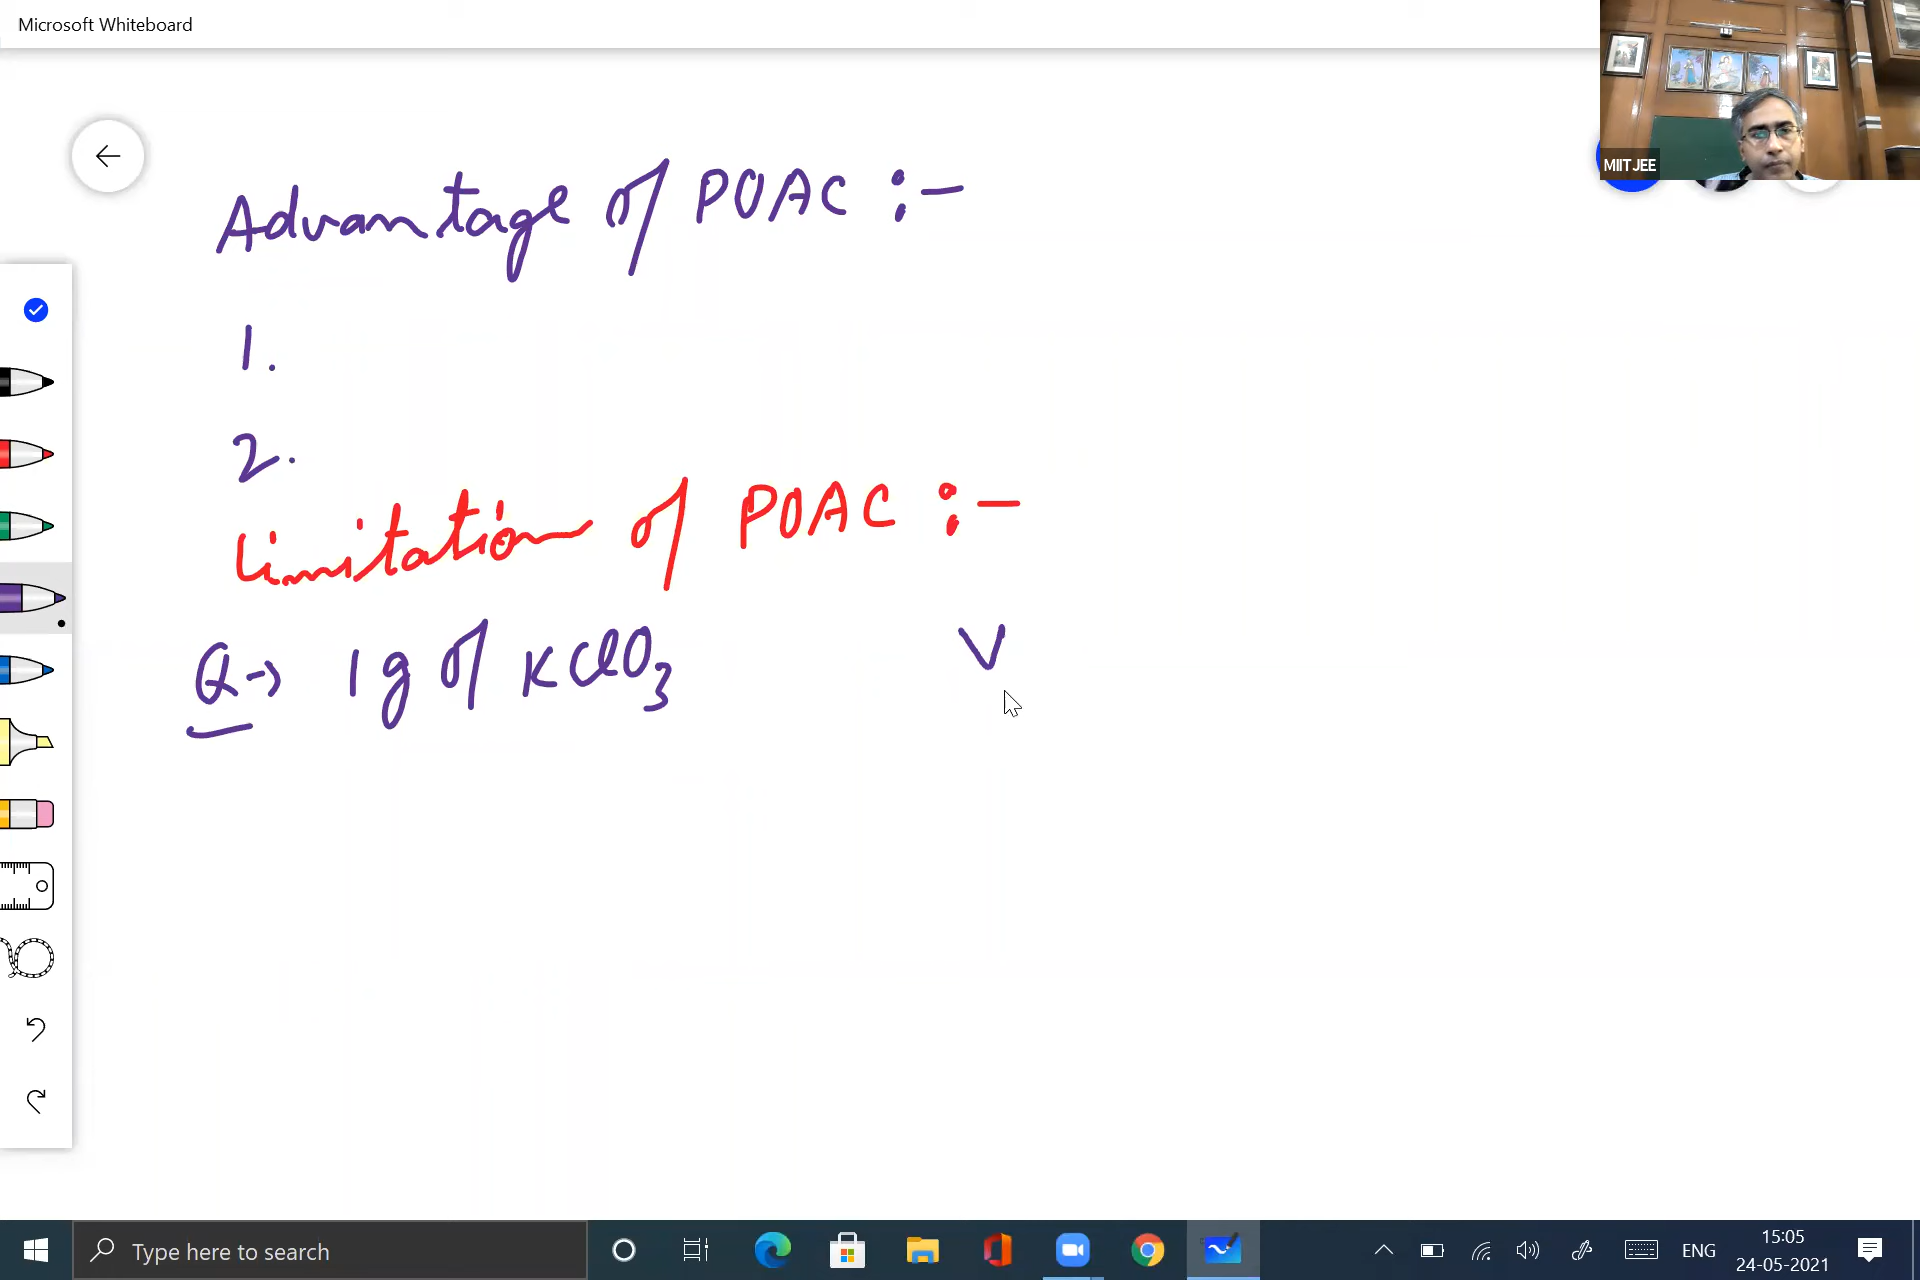 Microsoft Whiteboard
MIIT JEE
Advantage of POAC :-
1.
2.
Limitation of POAC :-
Q→ 1 g of KClO₃ V
Type here to search
ENG
15:05
24-05-2021